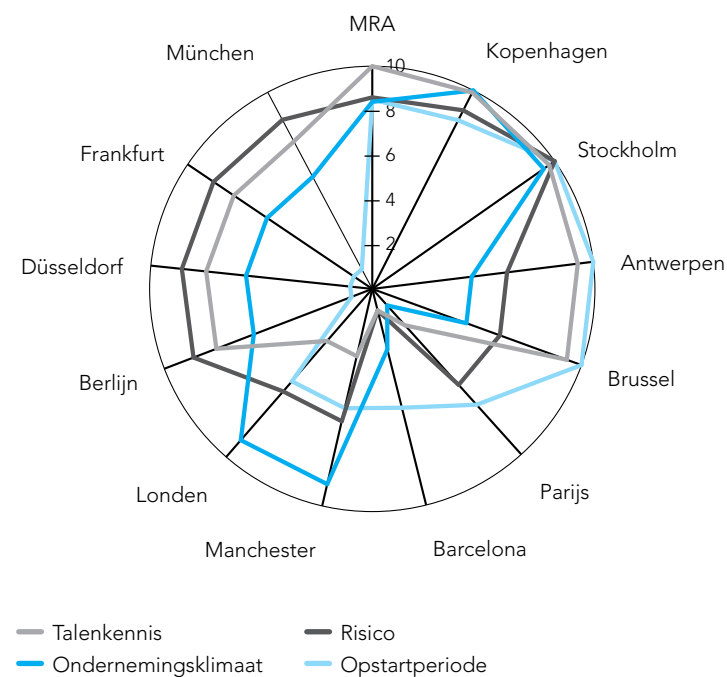 MRA
München
Kopenhagen
10
8
Frankfurt
Stockholm
6
4
Düsseldorf
2
Antwerpen
Berlijn
Brussel
Londen
Parijs
Manchester
Barcelona
Talenkennis
Risico
Ondernemingsklimaat
Opstartperiode